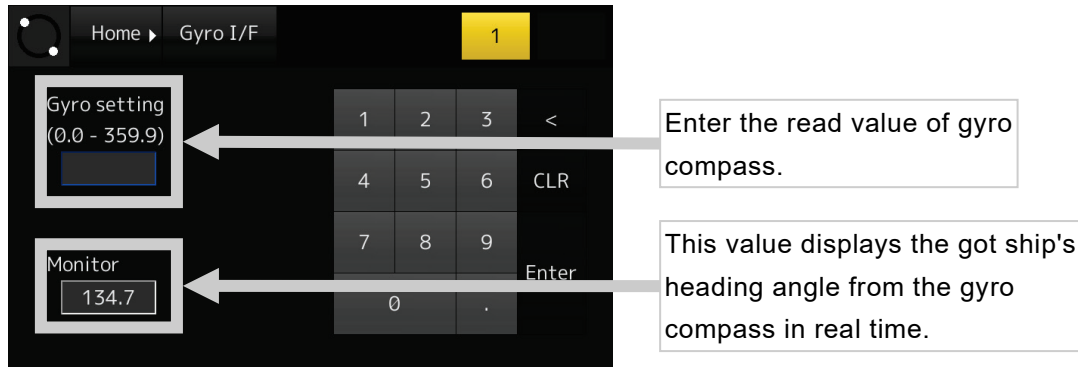 Home ▸ Gyro I/F 1
Gyro setting
(0.0 - 359.9)
1 2 3 <
4 5 6 CLR
7 8 9
Enter
0 .
Monitor
134.7
Enter the read value of gyro
compass.
This value displays the got ship's
heading angle from the gyro
compass in real time.